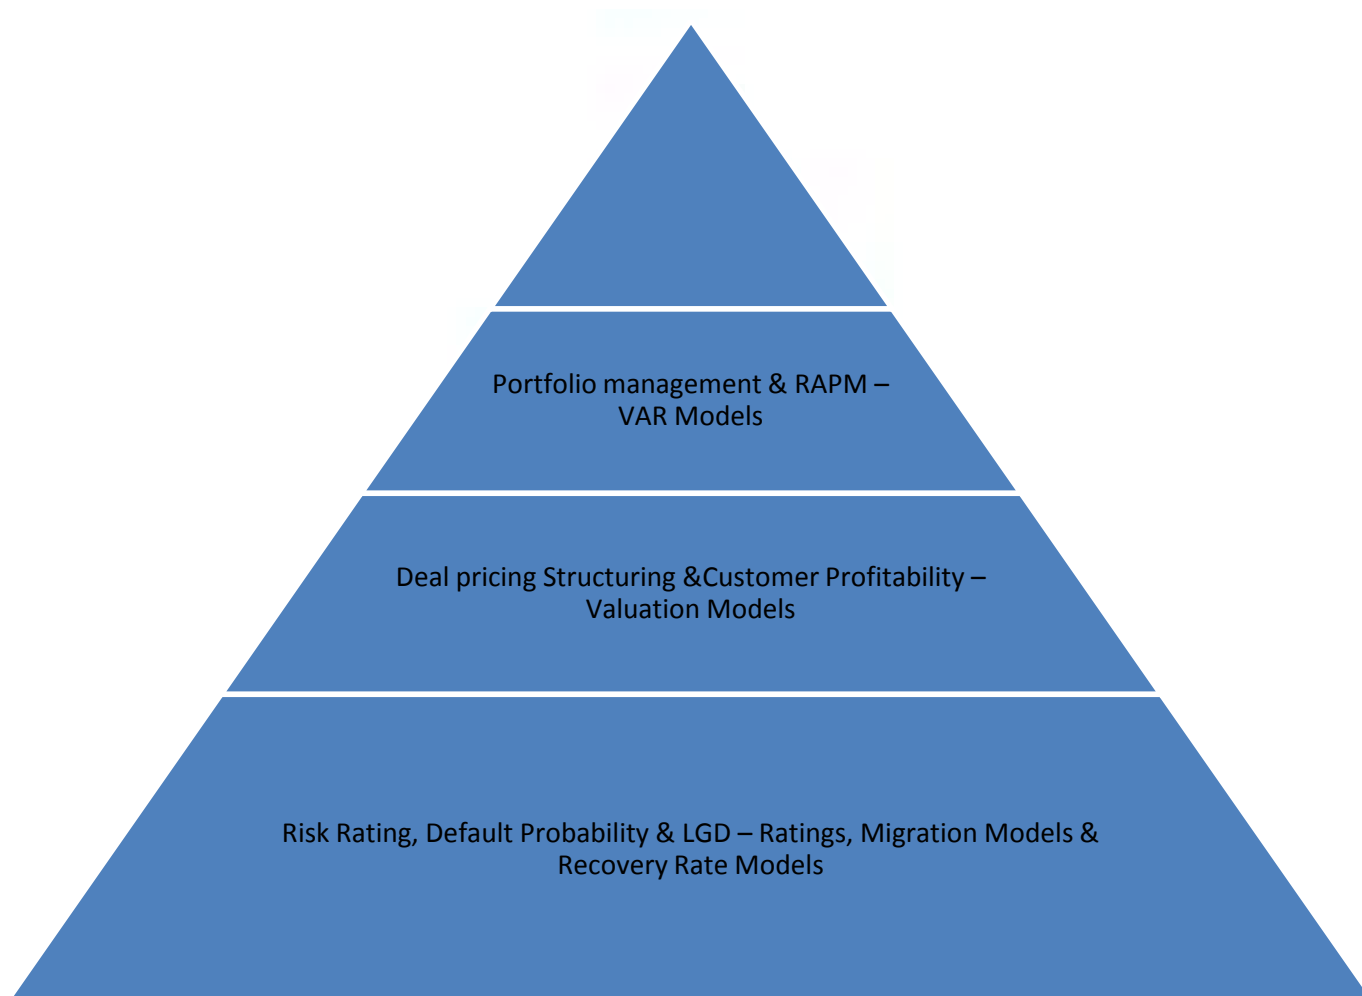 Portfolio management & RAPM –
VAR Models
Deal pricing Structuring &Customer Profitability –
Valuation Models
Risk Rating, Default Probability & LGD – Ratings, Migration Models &
Recovery Rate Models